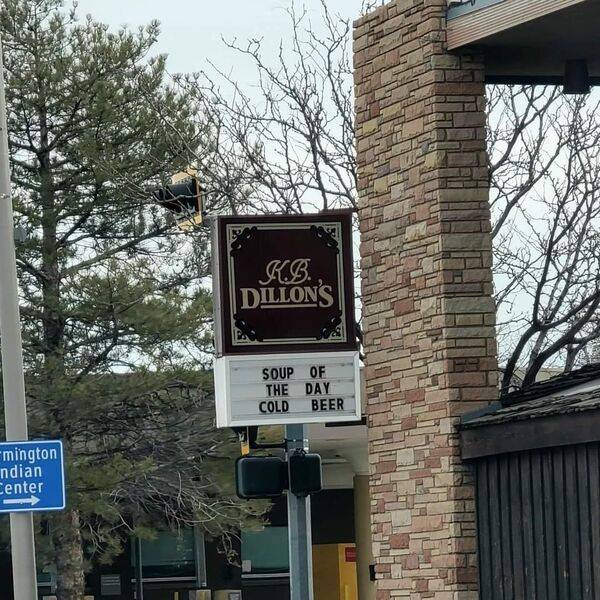 K.B.
DILLON'S
SOUP OF
THE DAY
COLD BEER
rmington
ndian
Center